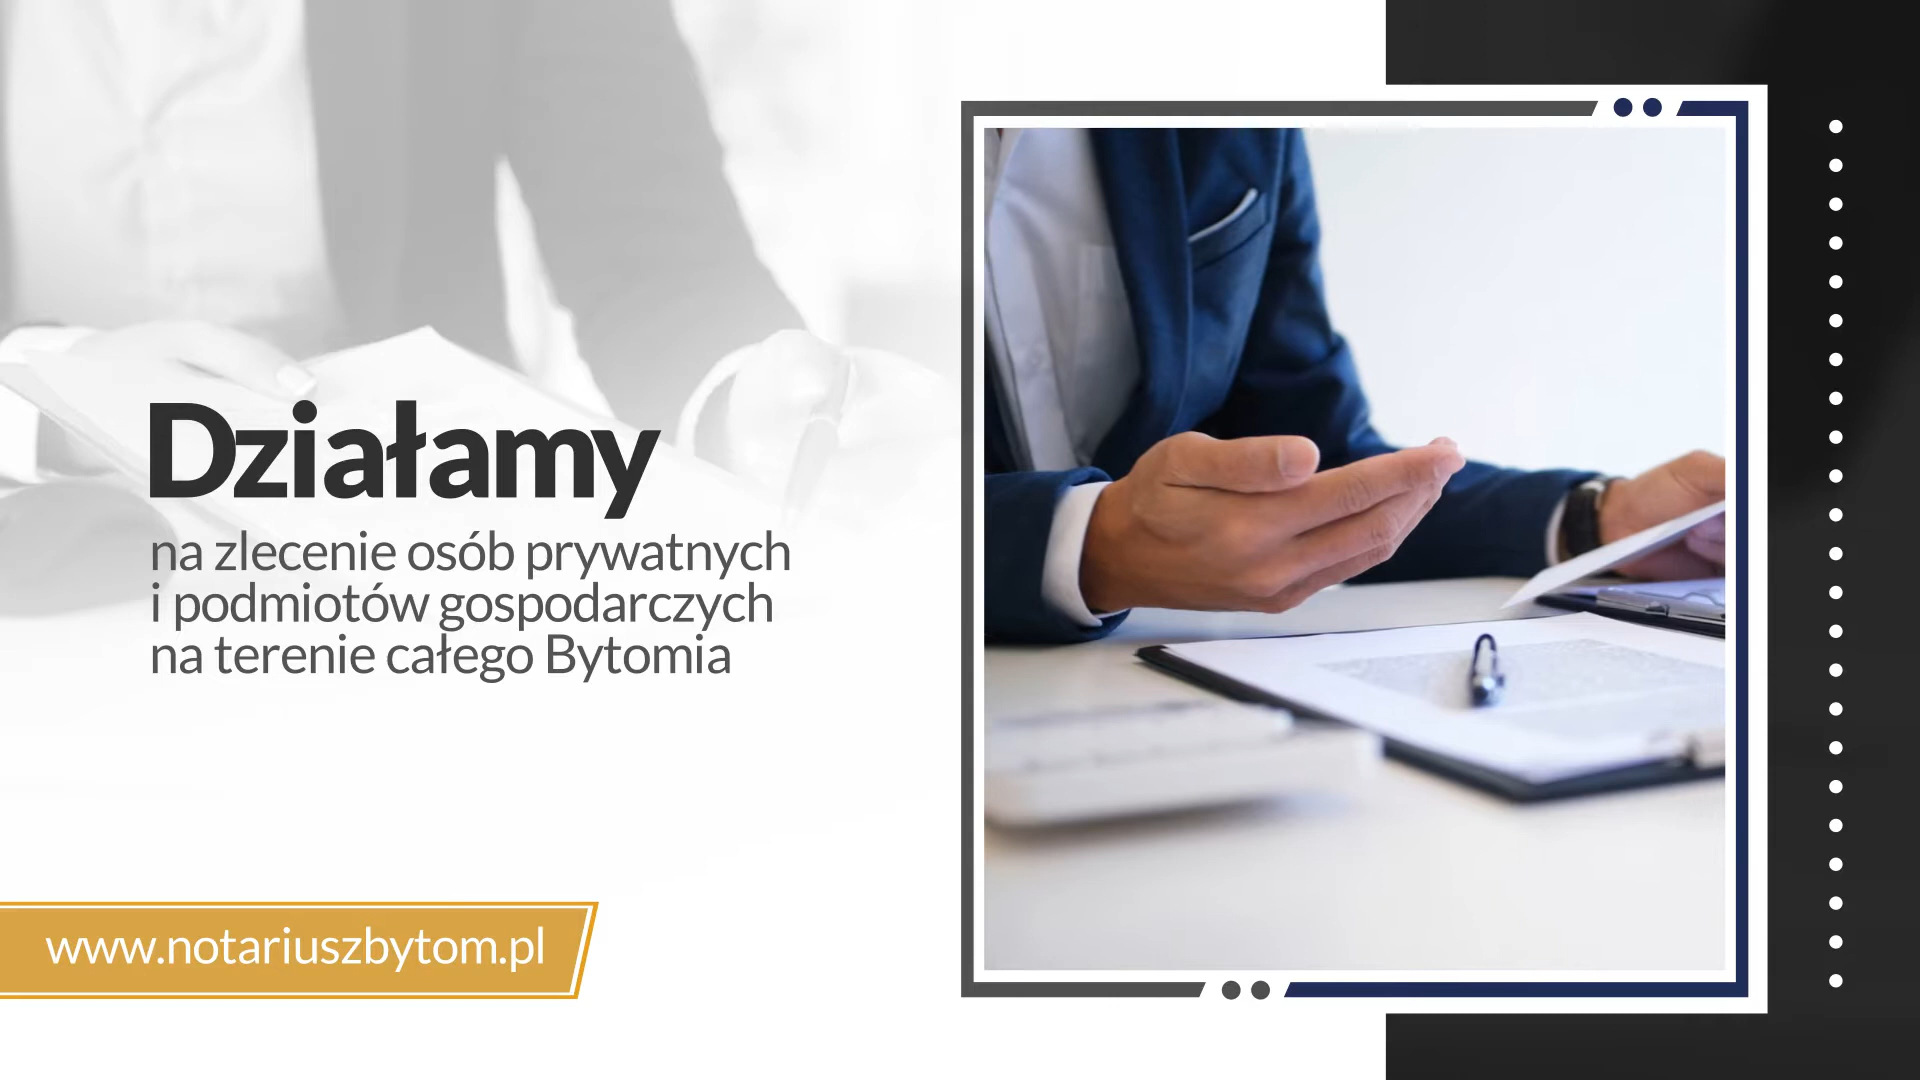 Działamy
na zlecenie osób prywatnych
i podmiotów gospodarczych
na terenie całego Bytomia
www.notariuszbytom.pl